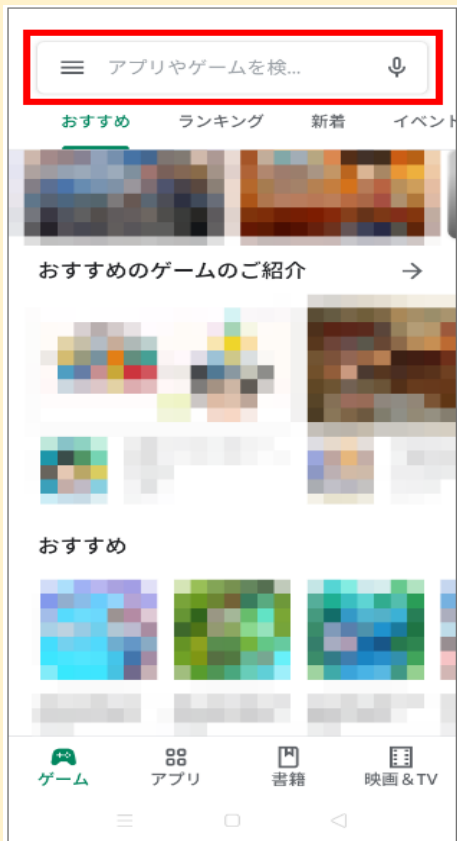 アプリやゲームを検...
おすすめ ランキング 新着 イベント
おすすめのゲームのご紹介
おすすめ
ゲーム アプリ 書籍 映画&TV